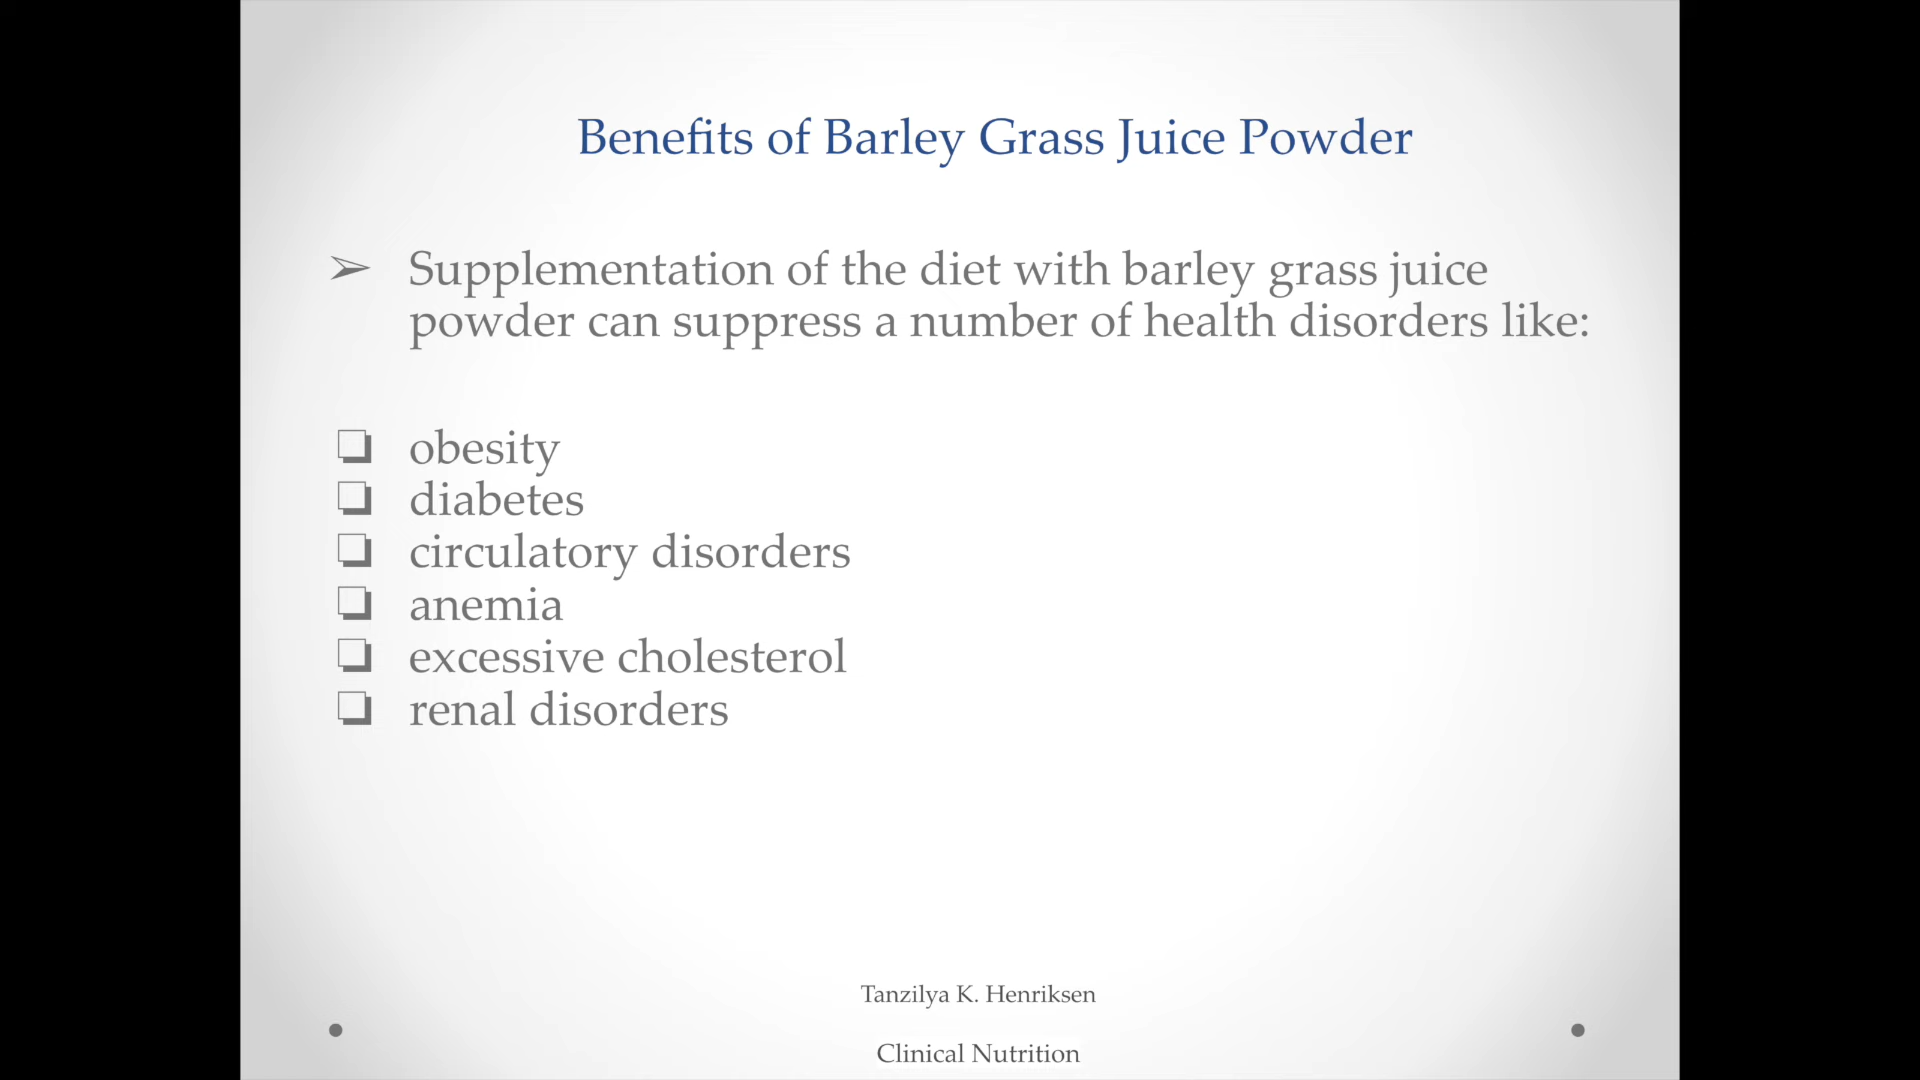 Benefits of Barley Grass Juice Powder
➢ Supplementation of the diet with barley grass juice
powder can suppress a number of health disorders like:
❏ obesity
❏ diabetes
❏ circulatory disorders
❏ anemia
❏ excessive cholesterol
❏ renal disorders
Tanzilya K. Henriksen
Clinical Nutrition